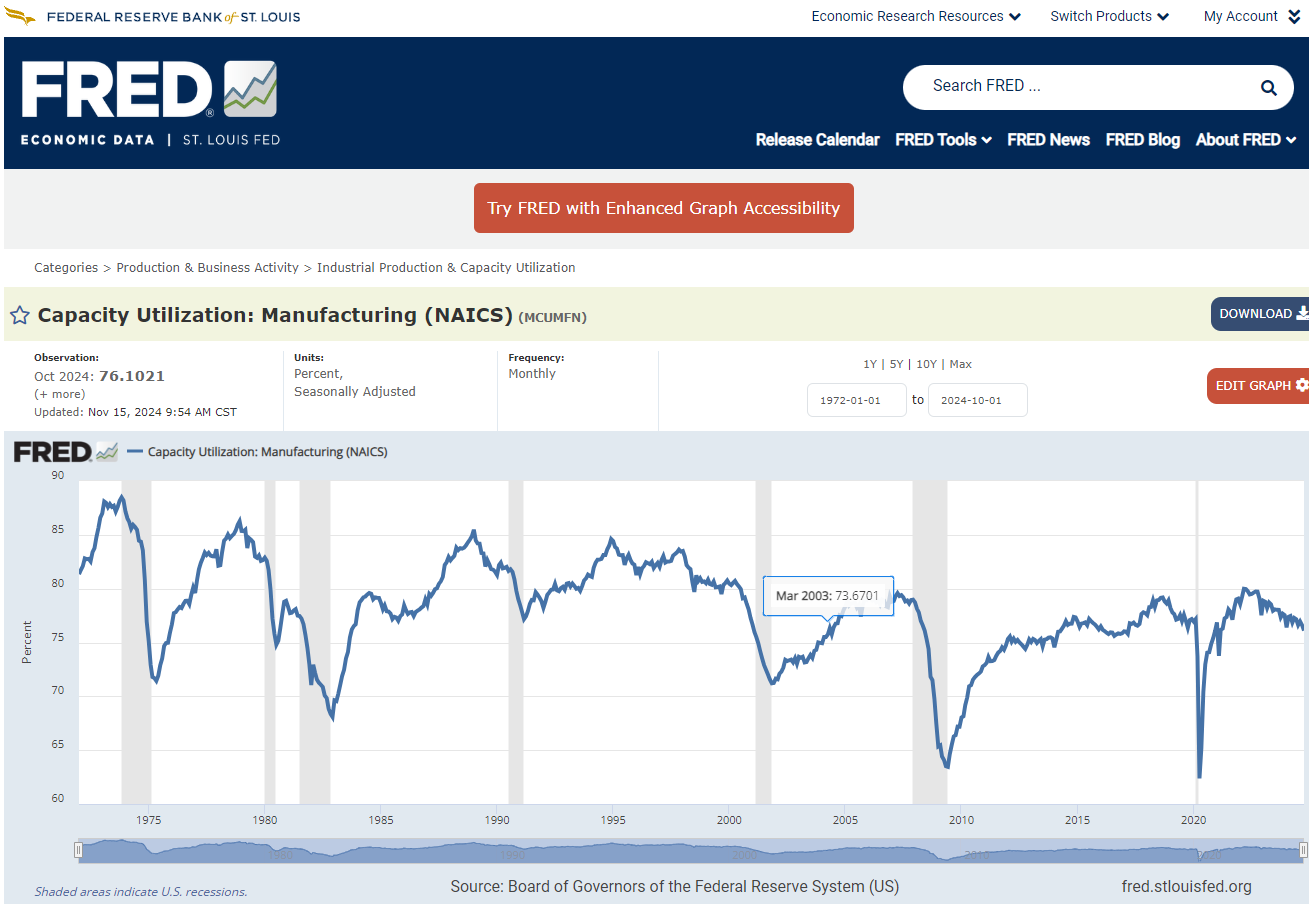 FEDERAL RESERVE BANK of ST. LOUIS
Economic Research Resources Switch Products My Account
FRED®
ECONOMIC DATA | ST. LOUIS FED
Search FRED ...
Release Calendar FRED Tools FRED News FRED Blog About FRED
Try FRED with Enhanced Graph Accessibility
Categories > Production & Business Activity > Industrial Production & Capacity Utilization
Capacity Utilization: Manufacturing (NAICS) (MCUMFN)
DOWNLOAD
Observation:
Oct 2024: 76.1021
(+ more)
Updated: Nov 15, 2024 9:54 AM CST
Units:
Percent,
Seasonally Adjusted
Frequency:
Monthly
1Y | 5Y | 10Y | Max
1972-01-01 to 2024-10-01
EDIT GRAPH
FRED Capacity Utilization: Manufacturing (NAICS)
Percent
90
85
80
75
70
65
60
Mar 2003: 73.6701
1975 1980 1985 1990 1995 2000 2005 2010 2015 2020
1980 1990 2000 2010 2020
Shaded areas indicate U.S. recessions.
Source: Board of Governors of the Federal Reserve System (US)
fred.stlouisfed.org